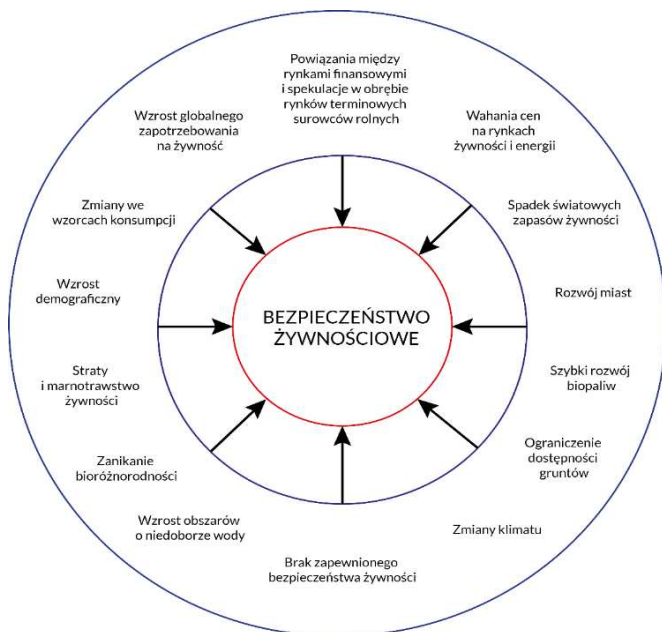 Powiązania między
rynkami finansowymi
i spekulacje w obrębie
rynków terminowych
surowców rolnych
Wahania cen
na rynkach
żywności i energii
Spadek światowych
zapasów żywności
Rozwój miast
Szybki rozwój
biopaliw
Ograniczenie
dostępności
gruntów
Zmiany klimatu
Brak zapewnionego
bezpieczeństwa żywności
Wzrost obszarów
o niedoborze wody
Zanikanie
bioróżnorodności
Straty
i marnotrawstwo
żywności
Wzrost
demograficzny
Zmiany we
wzorcach konsumpcji
Wzrost globalnego
zapotrzebowania
na żywność
BEZPIECZEŃSTWO
ŻYWNOŚCIOWE